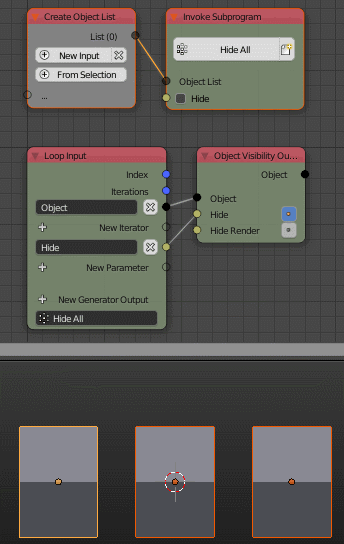 Create Object List
List (0)
New Input
From Selection
...
Invoke Subprogram
Hide All
Object List
Hide
Loop Input
Index
Iterations
Object
New Iterator
Hide
New Parameter
New Generator Output
Hide All
Object Visibility Ou...
Object
Object
Hide
Hide Render